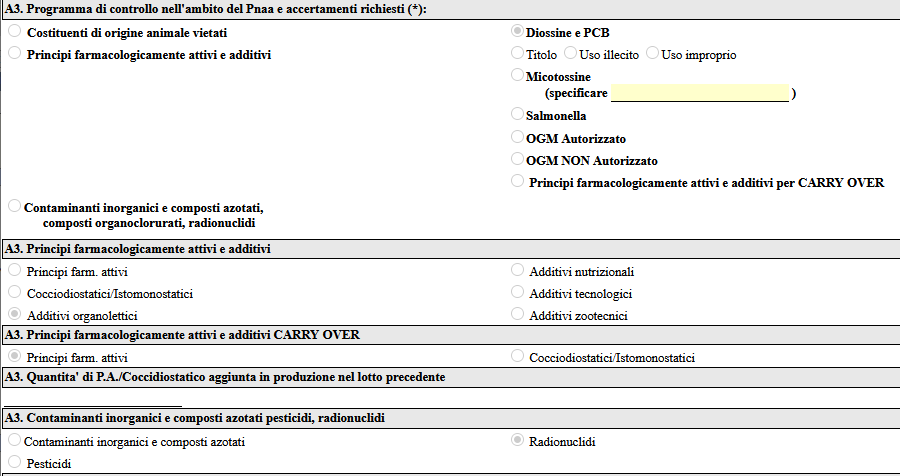 A3. Programma di controllo nell'ambito del Pnaa e accertamenti richiesti (*):
Costituenti di origine animale vietati
Diossine e PCB
Principi farmacologicamente attivi e additivi
Titolo Uso illecito Uso improprio
Micotossine
(specificare )
Salmonella
OGM Autorizzato
OGM NON Autorizzato
Principi farmacologicamente attivi e additivi per CARRY OVER
Contaminanti inorganici e composti azotati,
composti organoclorurati, radionuclidi
A3. Principi farmacologicamente attivi e additivi
Principi farm. attivi
Additivi nutrizionali
Cocciodiostatici/Istomonostatici
Additivi tecnologici
Additivi organolettici
Additivi zootecnici
A3. Principi farmacologicamente attivi e additivi CARRY OVER
Principi farm. attivi
Cocciodiostatici/Istomonostatici
A3. Quantita' di P.A./Coccidiostatico aggiunta in produzione nel lotto precedente
A3. Contaminanti inorganici e composti azotati pesticidi, radionuclidi
Contaminanti inorganici e composti azotati
Radionuclidi
Pesticidi